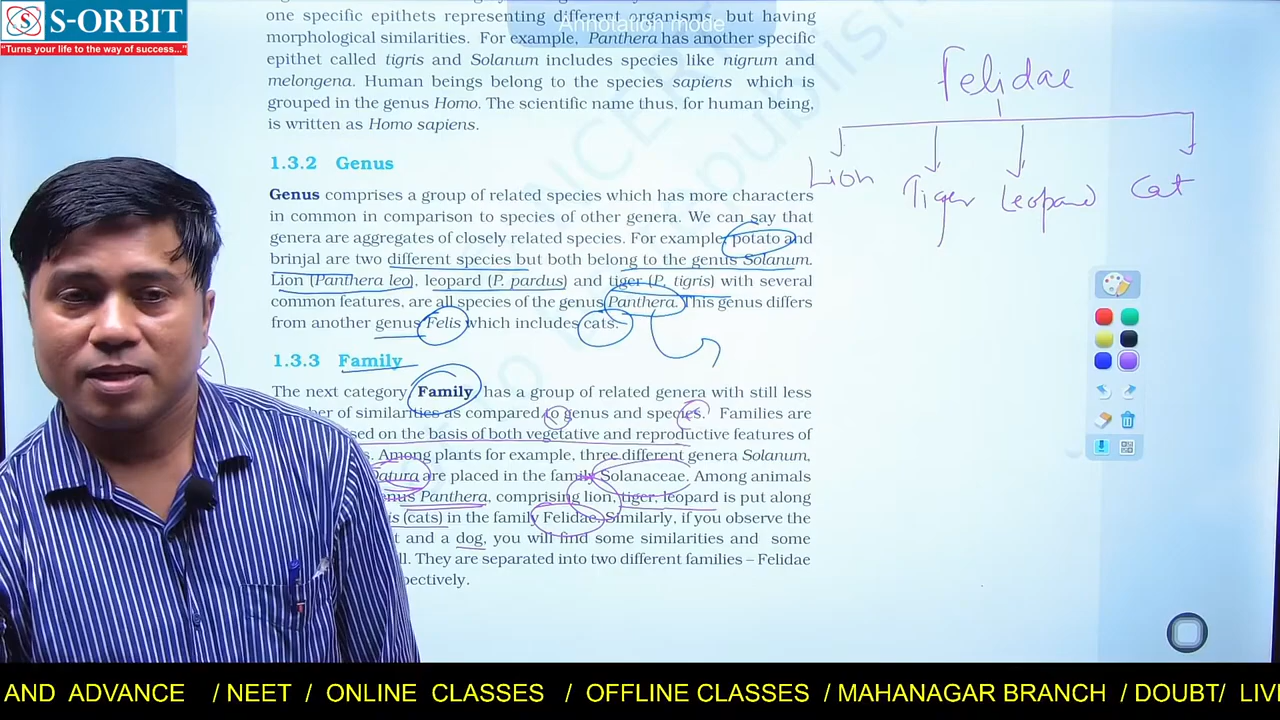 S-ORBIT
"Turns your life to the way of success..."
Annotation mode
one specific epithets representing different organisms, but having
morphological similarities. For example, Panthera has another specific
epithet called tigris and Solanum includes species like nigrum and
melongena. Human beings belong to the species sapiens which is
grouped in the genus Homo. The scientific name thus, for human being,
is written as Homo sapiens.
1.3.2 Genus
Genus comprises a group of related species which has more characters
in common in comparison to species of other genera. We can say that
genera are aggregates of closely related species. For example, potato and
brinjal are two different species but both belong to the genus Solanum.
Lion (Panthera leo), leopard (P. pardus) and tiger (P. tigris) with several
common features, are all species of the genus Panthera. This genus differs
from another genus Felis which includes cats.
1.3.3 Family
The next category Family has a group of related genera with still less
of similarities as compared to genus and species. Families are
on the basis of both vegetative and reproductive features of
Among plants for example, three different genera Solanum,
Datura are placed in the family Solanaceae. Among animals
Panthera, comprising lion, tiger, leopard is put along
(cats) in the family Felidae. Similarly, if you observe the
and a dog, you will find some similarities and some
They are separated into two different families – Felidae
Felidae
Lion Tiger Leopard Cat
AND ADVANCE / NEET / ONLINE CLASSES / OFFLINE CLASSES / MAHANAGAR BRANCH / DOUBT/ LIVE